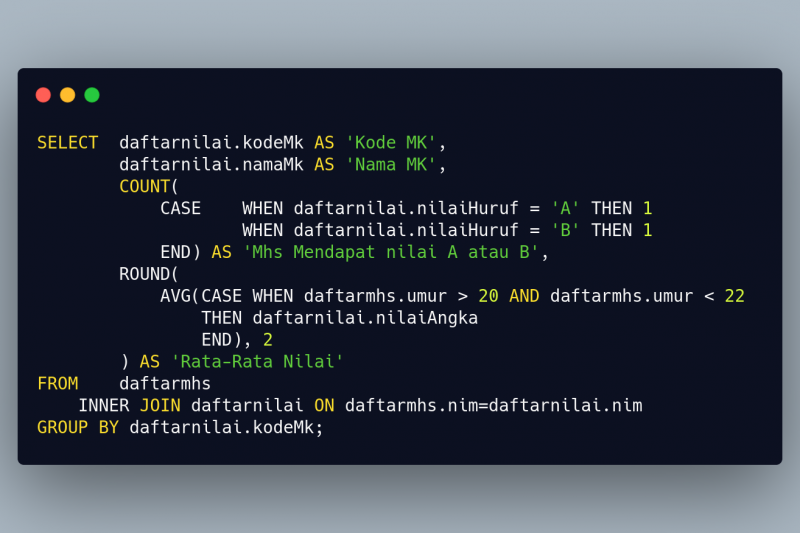 SELECT  daftarnilai.kodeMk AS 'Kode MK',
        daftarnilai.namaMk AS 'Nama MK',
        COUNT(
            CASE    WHEN daftarnilai.nilaiHuruf = 'A' THEN 1
                    WHEN daftarnilai.nilaiHuruf = 'B' THEN 1
            END) AS 'Mhs Mendapat nilai A atau B',
        ROUND(
            AVG(CASE WHEN daftarmhs.umur > 20 AND daftarmhs.umur < 22
                THEN daftarnilai.nilaiAngka
                END), 2
        ) AS 'Rata-Rata Nilai'
FROM    daftarmhs
    INNER JOIN daftarnilai ON daftarmhs.nim=daftarnilai.nim
GROUP BY daftarnilai.kodeMk;